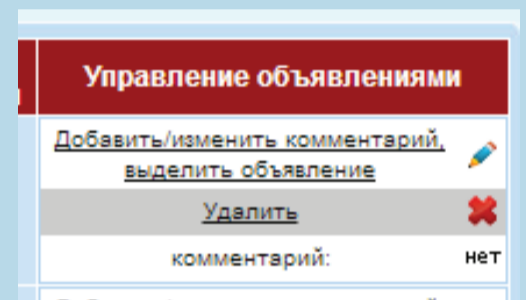 Управление объявлениями
Добавить/изменить комментарий,
выделить объявление
Удалить
комментарий: нет